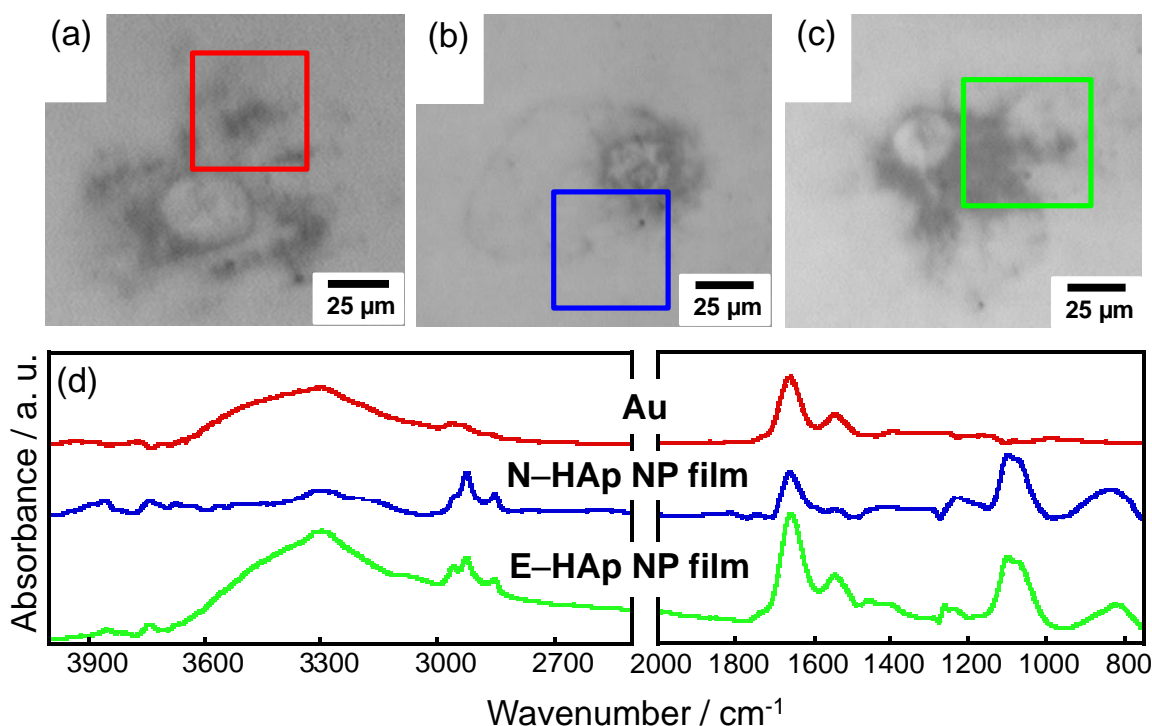 (a)
(b)
(c)
25 µm
25 µm
25 µm
(d)
Au
N–HAp NP film
E–HAp NP film
Absorbance / a. u.
3900 3600 3300 3000 2700 2000 1800 1600 1400 1200 1000 800
Wavenumber / cm⁻¹